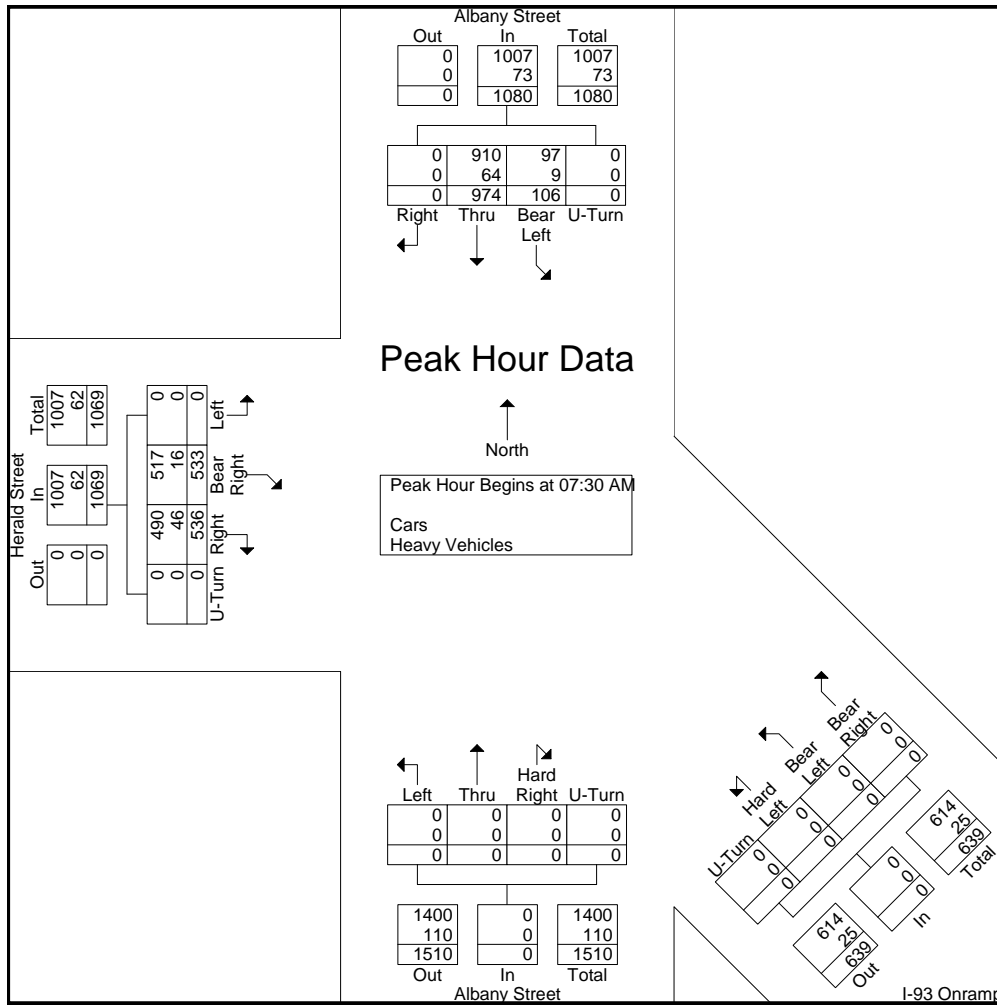 Albany Street
Out In Total
0 1007 1007
0 73 73
0 1080 1080
0 910 97 0
0 64 9 0
0 974 106 0
Right Thru Bear Left U-Turn
Peak Hour Data
North
Peak Hour Begins at 07:30 AM
Cars
Heavy Vehicles
Herald Street
Total In Out
1007 1007 0
62 62 0
1069 1069 0
0 517 490 0
0 16 46 0
0 533 536 0
Left Bear Right Right U-Turn
Left Thru Hard Right U-Turn
0 0 0 0
0 0 0 0
0 0 0 0
1400 0 1400
110 0 110
1510 0 1510
Out In Total
Albany Street
U-Turn Hard Left Bear Left Bear Right
0 0 0 0
0 0 0 0
0 0 0 0
614 0 614
25 0 25
639 0 639
Out In Total
I-93 Onramp